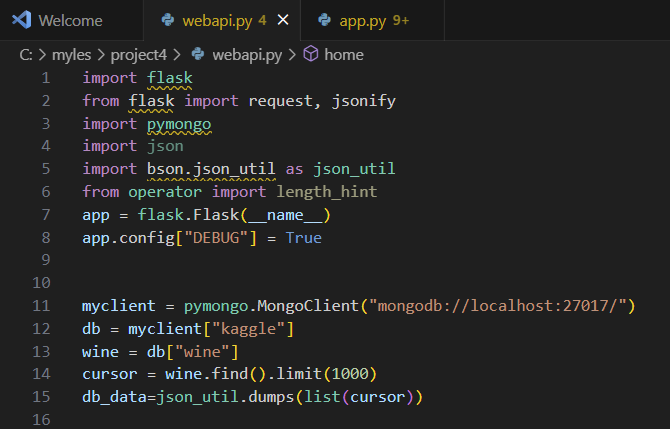 Welcome webapi.py 4 × app.py 9+
C: > myles > project4 > webapi.py > home
1 import flask
2 from flask import request, jsonify
3 import pymongo
4 import json
5 import bson.json_util as json_util
6 from operator import length_hint
7 app = flask.Flask(__name__)
8 app.config["DEBUG"] = True
9
10
11 myclient = pymongo.MongoClient("mongodb://localhost:27017/")
12 db = myclient["kaggle"]
13 wine = db["wine"]
14 cursor = wine.find().limit(1000)
15 db_data=json_util.dumps(list(cursor))
16